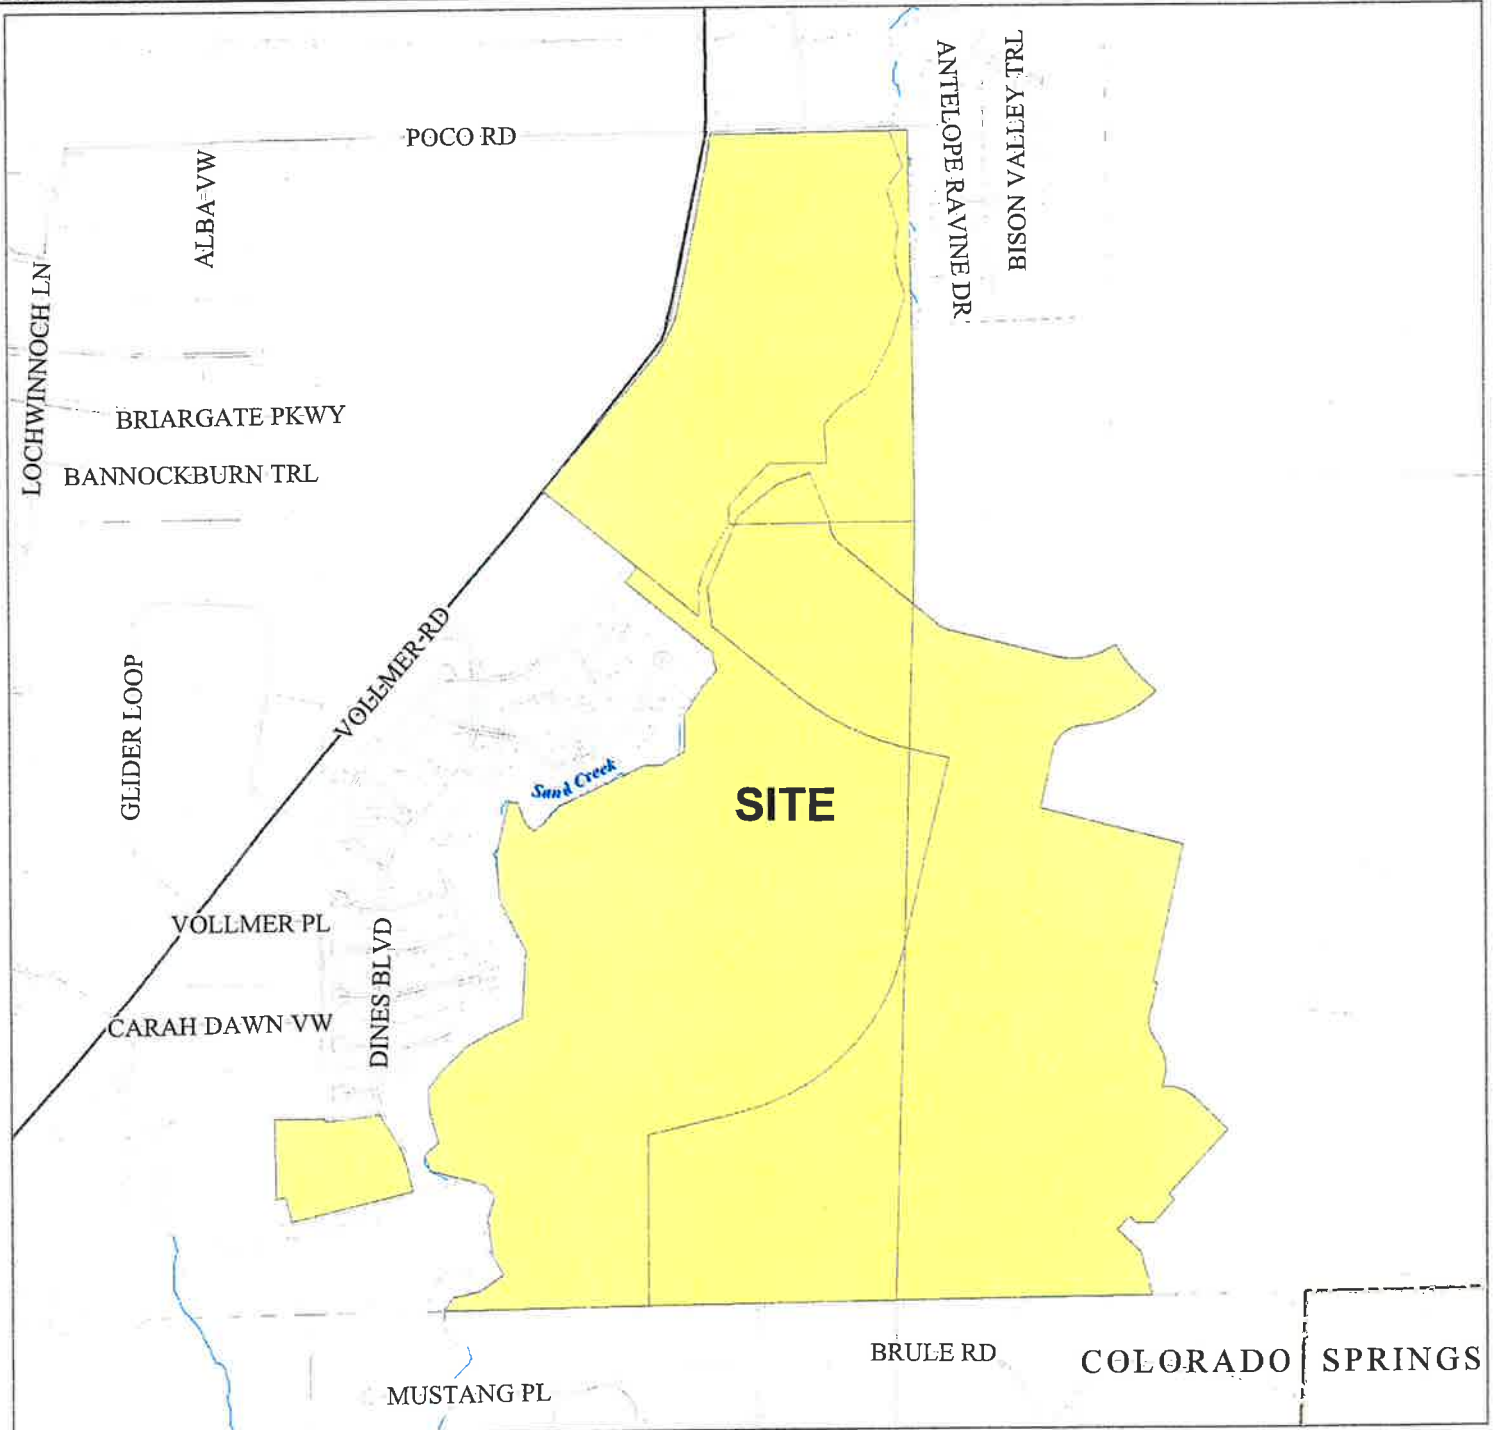 POCO RD
ALBA VW
ANTELOPE RAVINE DR
BISON VALLEY TRL
LOCHWINNOCH LN
BRIARGATE PKWY
BANNOCKBURN TRL
VOLLMER RD
GLIDER LOOP
Sand Creek
SITE
VOLLMER PL
DINES BLVD
CARAH DAWN VW
BRULE RD
COLORADO SPRINGS
MUSTANG PL